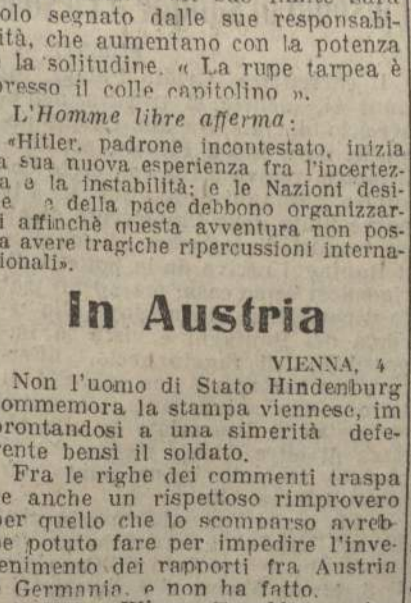 olo segnato dalle sue responsabi-
ità, che aumentano con la potenza
la solitudine. « La rupe tarpea è
resso il colle capitolino ».
L'Homme libre afferma:
«Hitler, padrone incontestato, inizia
a sua nuova esperienza fra l'incertez-
a e la instabilità; e le Nazioni desi-
e della pace debbono organizzar-
i affinchè questa avventura non pos-
a avere tragiche ripercussioni interna-
ionali».
In Austria
VIENNA, 4
Non l'uomo di Stato Hindenburg
ommemora la stampa viennese, im
rontandosi a una simerità defe-
rente bensì il soldato.
Fra le righe dei commenti traspa
e anche un rispettoso rimprovero
er quello che lo scomparso avreb-
e potuto fare per impedire l'inve-
enimento dei rapporti fra Austria
Germania, e non ha fatto.